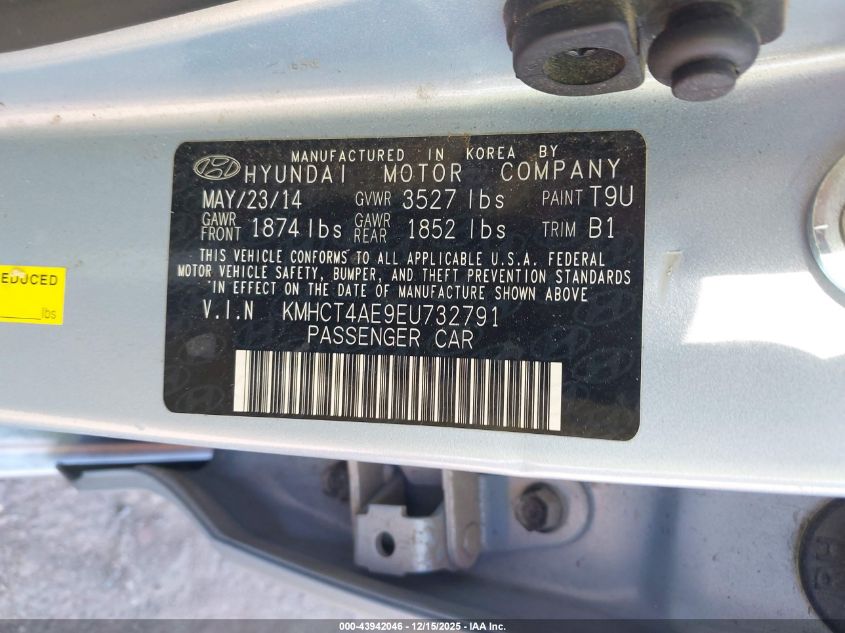 MANUFACTURED IN KOREA BY
HYUNDAI MOTOR COMPANY
MAY/23/14 GVWR 3527 lbs PAINT T9U
GAWR FRONT 1874 lbs GAWR REAR 1852 lbs TRIM B1
THIS VEHICLE CONFORMS TO ALL APPLICABLE U.S.A. FEDERAL
MOTOR VEHICLE SAFETY, BUMPER, AND THEFT PREVENTION STANDARDS
IN EFFECT ON THE DATE OF MANUFACTURE SHOWN ABOVE
V.I.N KMHCT4AE9EU732791
PASSENGER CAR
EDUCED
lbs
000-43942046 - 12/15/2025 - IAA Inc.